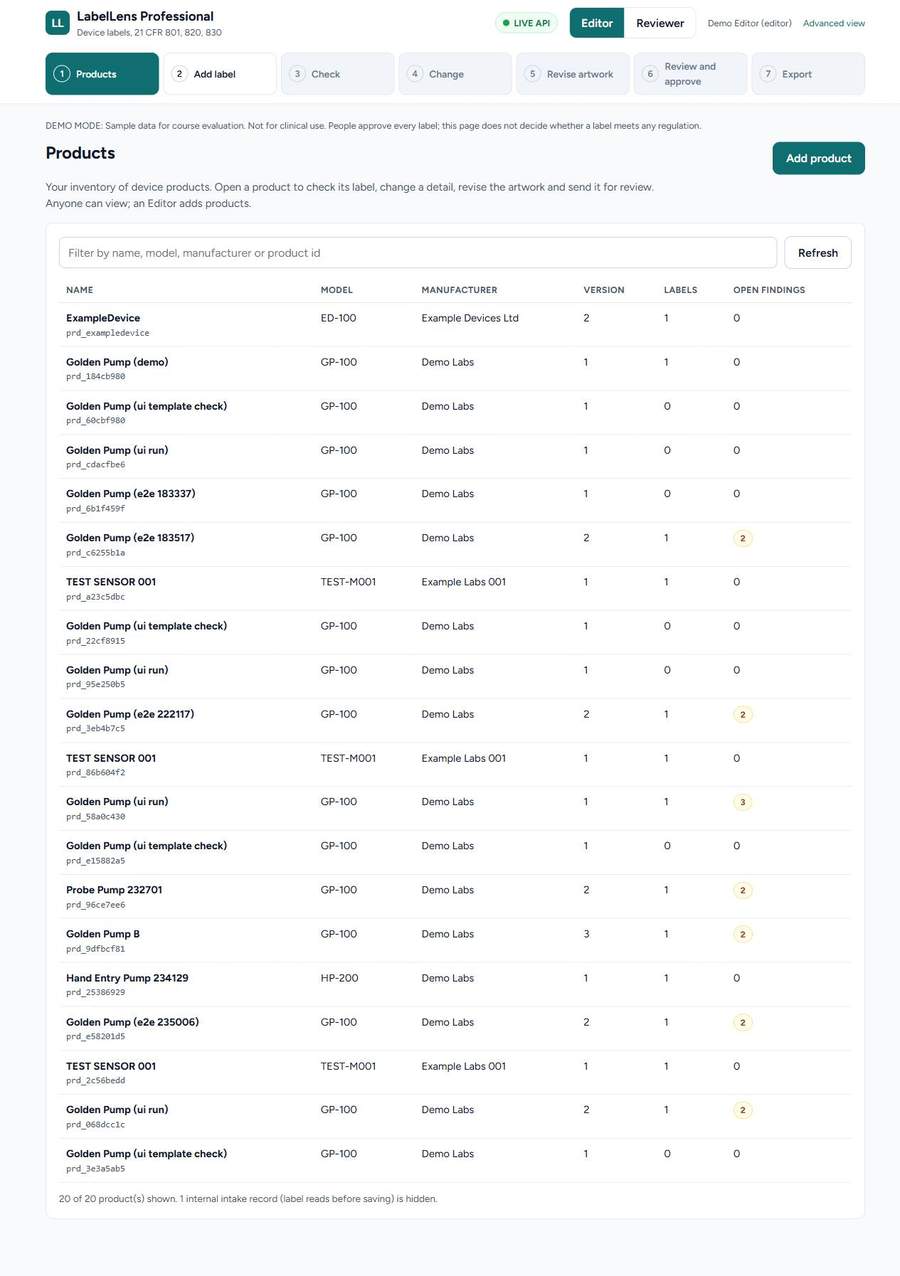 LL LabelLens Professional
Device labels, 21 CFR 801, 820, 830
LIVE API Editor Reviewer Demo Editor (editor) Advanced view
1 Products 2 Add label 3 Check 4 Change 5 Revise artwork 6 Review and approve 7 Export
DEMO MODE: Sample data for course evaluation. Not for clinical use. People approve every label; this page does not decide whether a label meets any regulation.
Products
Add product
Your inventory of device products. Open a product to check its label, change a detail, revise the artwork and send it for review.
Anyone can view; an Editor adds products.
Filter by name, model, manufacturer or product id Refresh
NAME MODEL MANUFACTURER VERSION LABELS OPEN FINDINGS
ExampleDevice ED-100 Example Devices Ltd 2 1 0
prd_exampledevice
Golden Pump (demo) GP-100 Demo Labs 1 1 0
prd_184cb980
Golden Pump (ui template check) GP-100 Demo Labs 1 0 0
prd_60cbf980
Golden Pump (ui run) GP-100 Demo Labs 1 0 0
prd_cdacfbe6
Golden Pump (e2e 183337) GP-100 Demo Labs 1 0 0
prd_6b1f459f
Golden Pump (e2e 183517) GP-100 Demo Labs 2 1 2
prd_c6255b1a
TEST SENSOR 001 TEST-M001 Example Labs 001 1 1 0
prd_a23c5dbc
Golden Pump (ui template check) GP-100 Demo Labs 1 0 0
prd_22cf8915
Golden Pump (ui run) GP-100 Demo Labs 1 0 0
prd_95e250b5
Golden Pump (e2e 222117) GP-100 Demo Labs 2 1 2
prd_3eb4b7c5
TEST SENSOR 001 TEST-M001 Example Labs 001 1 1 0
prd_86b604f2
Golden Pump (ui run) GP-100 Demo Labs 1 1 3
prd_58a0c430
Golden Pump (ui template check) GP-100 Demo Labs 1 0 0
prd_e15882a5
Probe Pump 232701 GP-100 Demo Labs 2 1 2
prd_96ce7ee6
Golden Pump B GP-100 Demo Labs 3 1 2
prd_9dfbcf81
Hand Entry Pump 234129 HP-200 Demo Labs 1 1 0
prd_25386929
Golden Pump (e2e 235006) GP-100 Demo Labs 2 1 2
prd_e58201d5
TEST SENSOR 001 TEST-M001 Example Labs 001 1 1 0
prd_2c56bedd
Golden Pump (ui run) GP-100 Demo Labs 2 1 2
prd_068dcc1c
Golden Pump (ui template check) GP-100 Demo Labs 1 0 0
prd_3e3a5ab5
20 of 20 product(s) shown. 1 internal intake record (label reads before saving) is hidden.